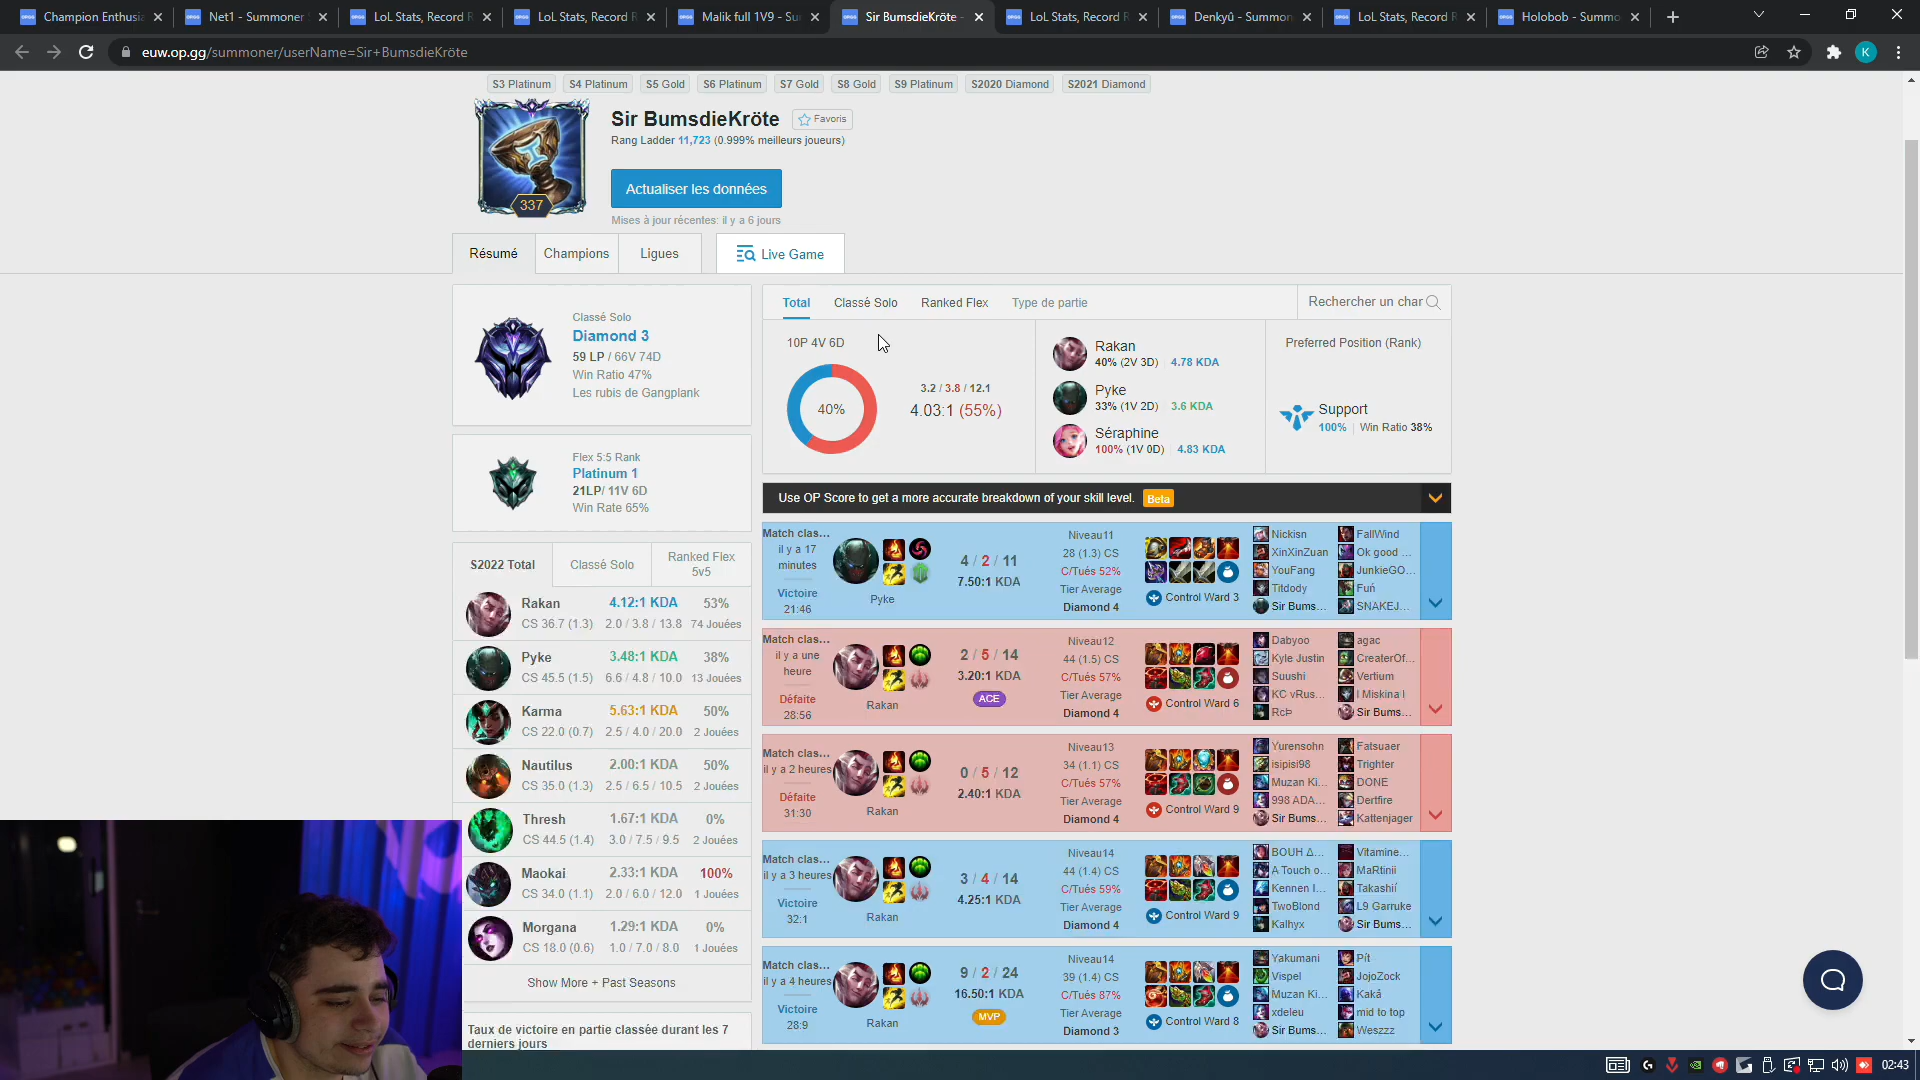 Champion Enthusia
Net1 - Summoner
LoL Stats, Record R
LoL Stats, Record R
Malik full 1V9 - Su
Sir BumsdieKröte -
LoL Stats, Record R
Denkyû - Summon
LoL Stats, Record R
Holobob - Summo
euw.op.gg/summoner/userName=Sir+BumsdieKröte
K
S3 Platinum
S4 Platinum
S5 Gold
S6 Platinum
S7 Gold
S8 Gold
S9 Platinum
S2020 Diamond
S2021 Diamond
337
Sir BumsdieKröte
Favoris
Rang Ladder 11,723 (0.999% meilleurs joueurs)
Actualiser les données
Mises à jour récentes: il y a 6 jours
Résumé
Champions
Ligues
Live Game
Classé Solo
Diamond 3
59 LP / 66V 74D
Win Ratio 47%
Les rubis de Gangplank
Flex 5:5 Rank
Platinum 1
21LP/ 11V 6D
Win Rate 65%
S2022 Total
Classé Solo
Ranked Flex 5v5
Rakan 4.12:1 KDA 53%
CS 36.7 (1.3) 2.0 / 3.8 / 13.8 74 Jouées
Pyke 3.48:1 KDA 38%
CS 45.5 (1.5) 6.6 / 4.8 / 10.0 13 Jouées
Karma 5.63:1 KDA 50%
CS 22.0 (0.7) 2.5 / 4.0 / 20.0 2 Jouées
Nautilus 2.00:1 KDA 50%
CS 35.0 (1.3) 2.5 / 6.5 / 10.5 2 Jouées
Thresh 1.67:1 KDA 0%
CS 44.5 (1.4) 3.0 / 7.5 / 9.5 2 Jouées
Maokai 2.33:1 KDA 100%
CS 34.0 (1.1) 2.0 / 6.0 / 12.0 1 Jouées
Morgana 1.29:1 KDA 0%
CS 18.0 (0.6) 1.0 / 7.0 / 8.0 1 Jouées
Show More + Past Seasons
Taux de victoire en partie classée durant les 7
derniers jours
Total
Classé Solo
Ranked Flex
Type de partie
Rechercher un char
10P 4V 6D
40%
3.2 / 3.8 / 12.1
4.03:1 (55%)
Rakan
40% (2V 3D) 4.78 KDA
Pyke
33% (1V 2D) 3.6 KDA
Séraphine
100% (1V 0D) 4.83 KDA
Preferred Position (Rank)
Support
100% | Win Ratio 38%
Use OP Score to get a more accurate breakdown of your skill level. Beta
Match clas...
il y a 17
minutes
Victoire
21:46
Pyke
4 / 2 / 11
7.50:1 KDA
Niveau11
28 (1.3) CS
C/Tués 52%
Tier Average
Diamond 4
Control Ward 3
Nickisn
XinXinZuan
YouFang
Titdody
Sir Bums...
FallWind
Ok good ...
JunkieGO...
Fuń
SNAKEJ...
Match clas...
il y a une
heure
Défaite
28:56
Rakan
2 / 5 / 14
3.20:1 KDA
ACE
Niveau12
44 (1.5) CS
C/Tués 57%
Tier Average
Diamond 4
Control Ward 6
Dabyoo
Kyle Justin
Suushi
KC vRus...
RcÞ
agac
CreaterOf...
Vertium
I Miskina I
Sir Bums...
Match clas...
il y a 2 heures
Défaite
31:30
Rakan
0 / 5 / 12
2.40:1 KDA
Niveau13
34 (1.1) CS
C/Tués 57%
Tier Average
Diamond 4
Control Ward 9
Yurensohn
isipisi98
Muzan Ki...
998 ADA...
Sir Bums...
Fatsuaer
Trighter
DONE
Dertfire
Kattenjager
Match clas...
il y a 3 heures
Victoire
32:1
Rakan
3 / 4 / 14
4.25:1 KDA
Niveau14
44 (1.4) CS
C/Tués 59%
Tier Average
Diamond 4
Control Ward 9
BOUH Δ...
A Touch o...
Kennen I...
TwoBlond
Kalhyx
Vitamine...
MaRtinii
Takashií
L9 Garruke
Sir Bums...
Match clas...
il y a 4 heures
Victoire
28:9
Rakan
9 / 2 / 24
16.50:1 KDA
MVP
Niveau14
39 (1.4) CS
C/Tués 87%
Tier Average
Diamond 3
Control Ward 8
Yakumani
Vispel
Muzan Ki...
xdeleu
Sir Bums...
Pít
JojoZock
Kakâ
mid to top
Weszzz
02:43